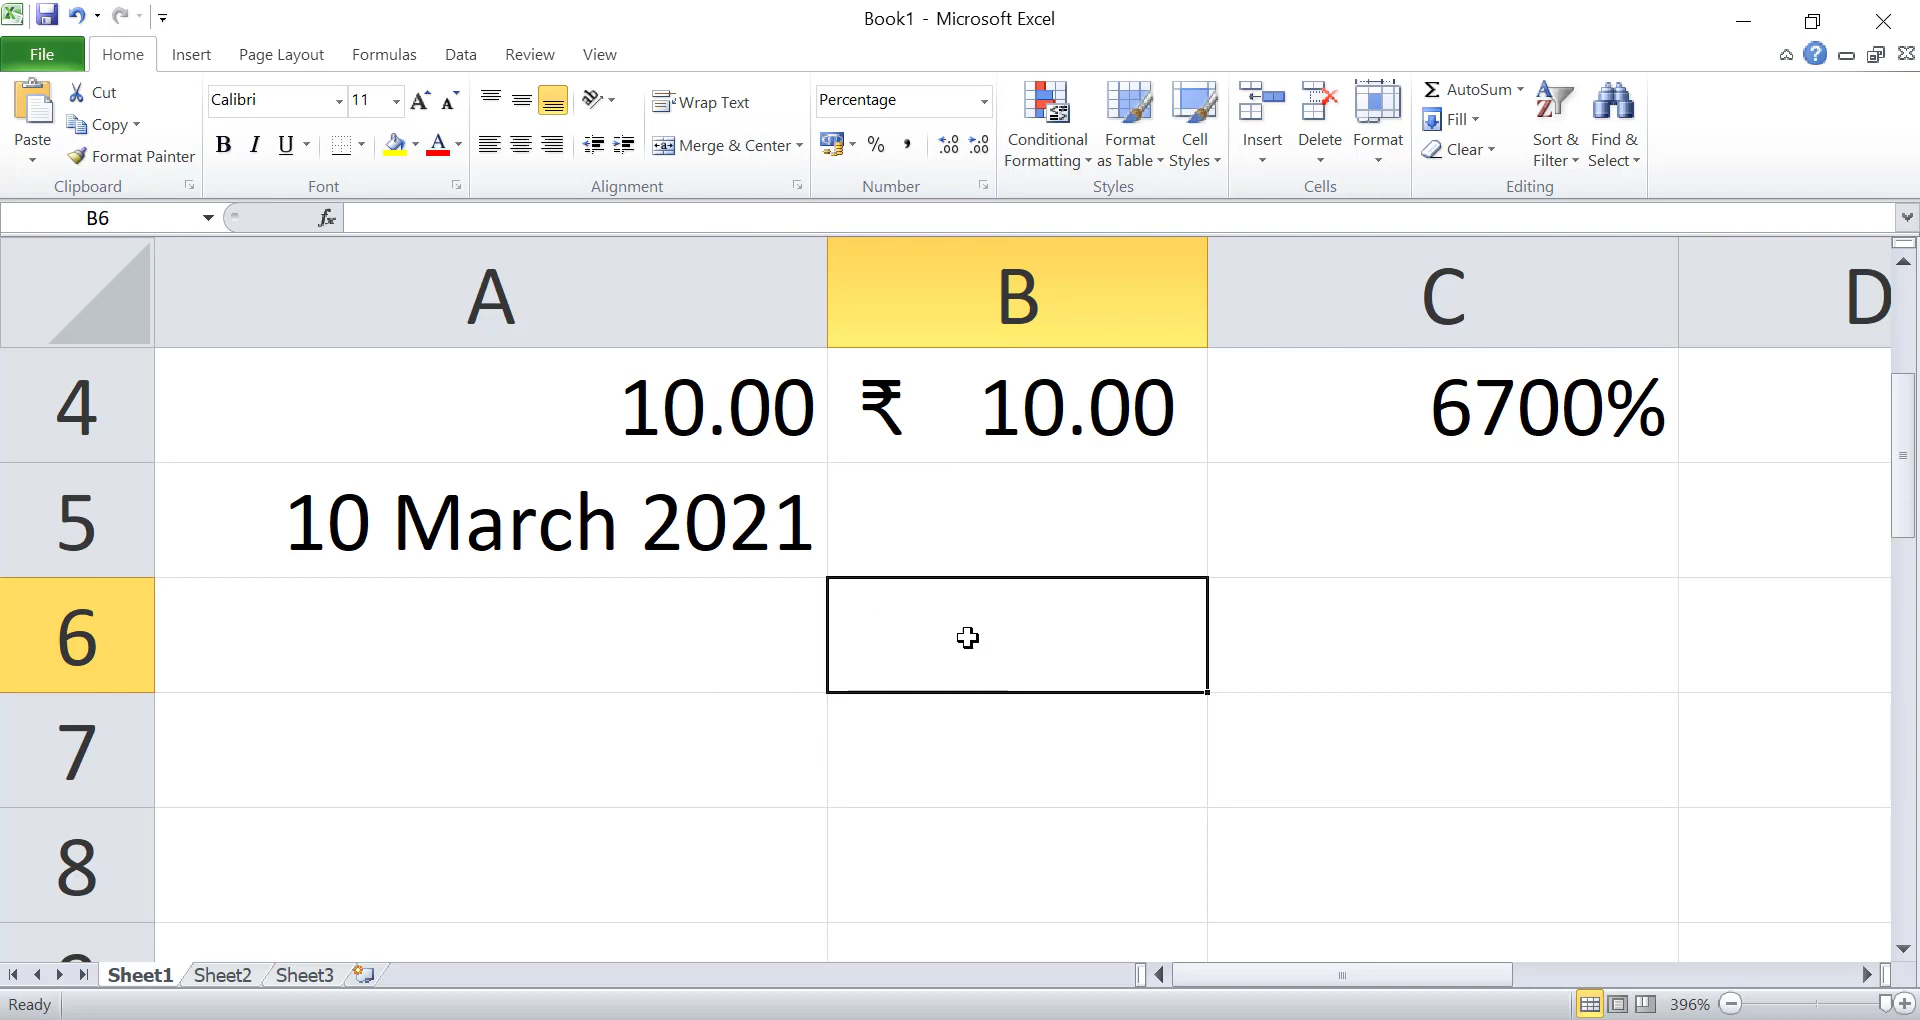 Book1 - Microsoft Excel
File Home Insert Page Layout Formulas Data Review View
Paste
Cut
Copy
Format Painter
Clipboard
Calibri 11
B I U A
Font
Wrap Text
Merge & Center
Alignment
Percentage
% ,
Number
Conditional Formatting
Format as Table
Cell Styles
Styles
Insert
Delete
Format
Cells
Σ AutoSum
Fill
Clear
Sort & Filter
Find & Select
Editing
B6 fx
A B C D
4 10.00 ₹ 10.00 6700%
5 10 March 2021
6
7
8
Sheet1 Sheet2 Sheet3
Ready 396%